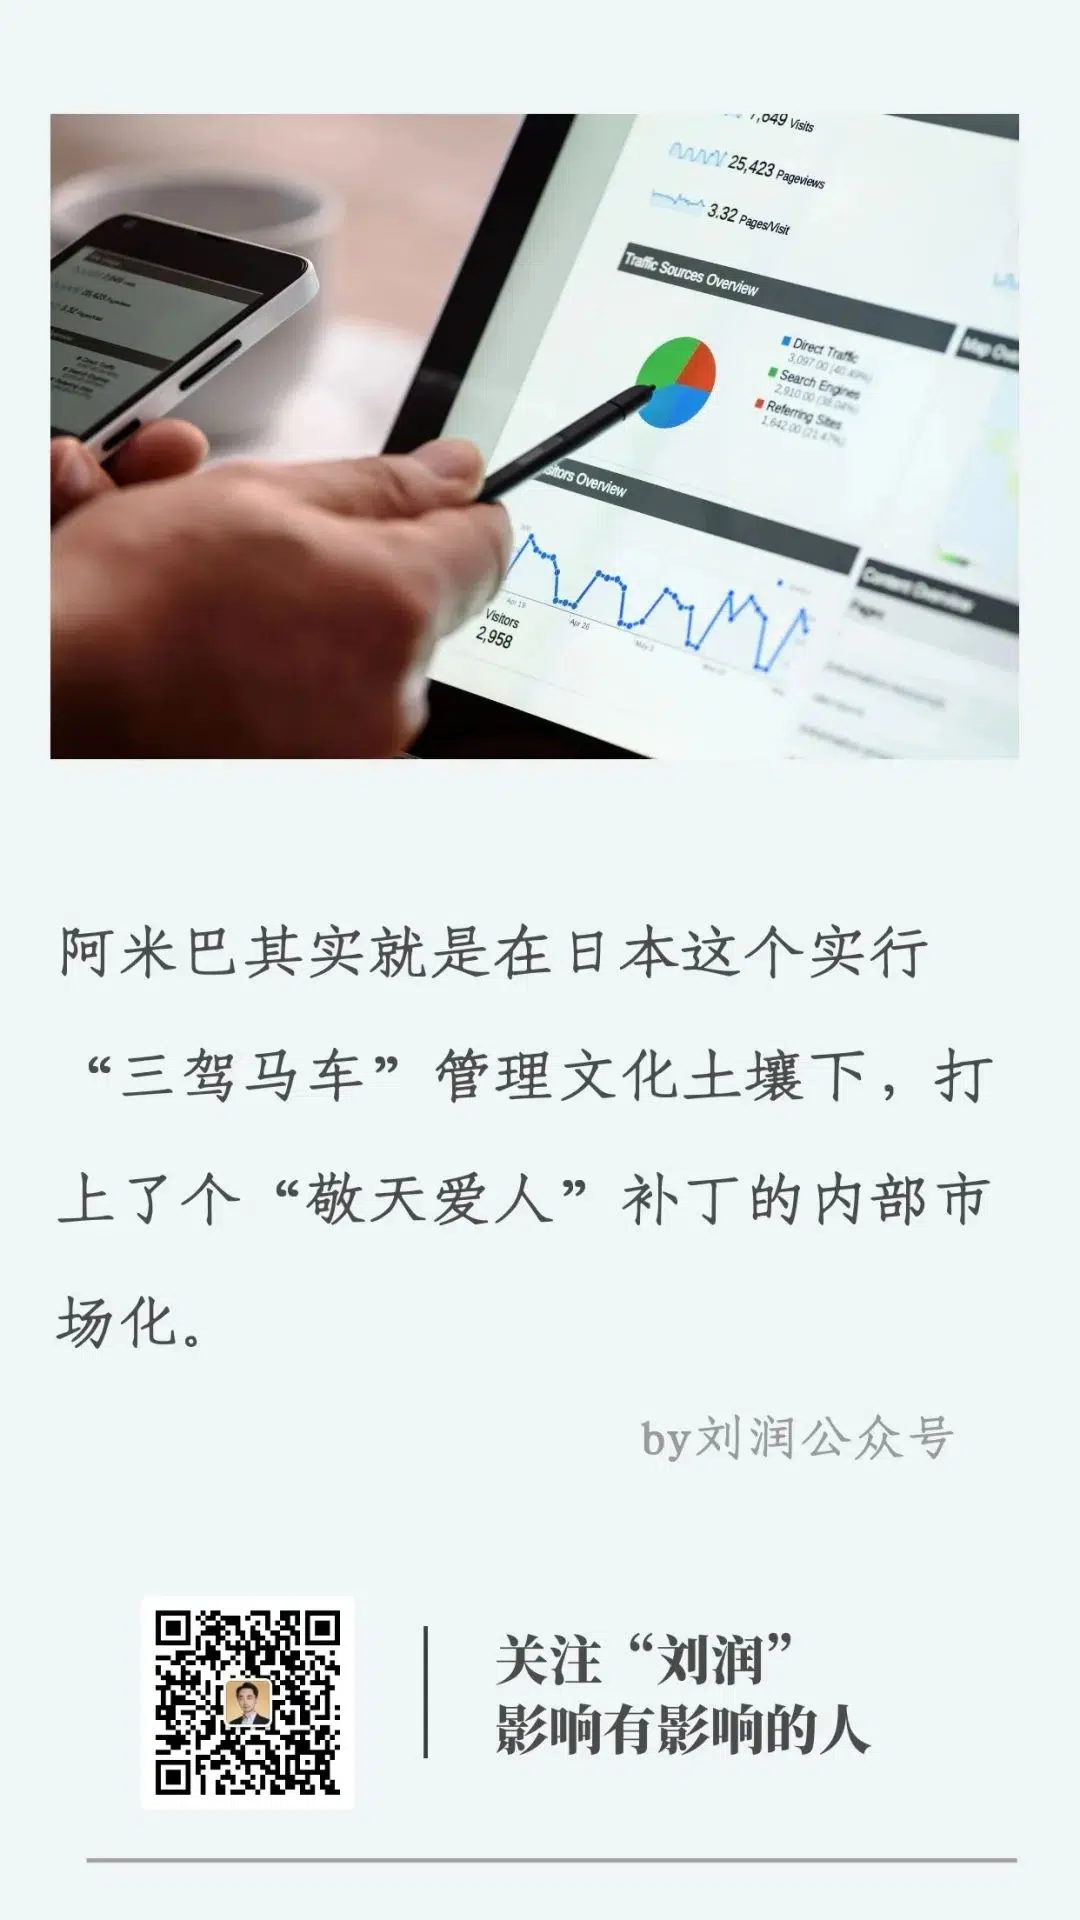 7,649 Visits
25,423 Pageviews
3.32 Pages/Visit
Traffic Sources Overview
Direct Traffic
3,097.00 (40.49%)
Search Engines
2,910.00 (38.04%)
Referring Sites
1,642.00 (21.47%)
Map
sitors Overview
Apr 19
Apr 26
Visitors
2,958
Content Overview
Pages
阿米巴其实就是在日本这个实行
“三驾马车”管理文化土壤下，打
上了个“敬天爱人”补丁的内部市
场化。
by刘润公众号
关注“刘润”
影响有影响的人